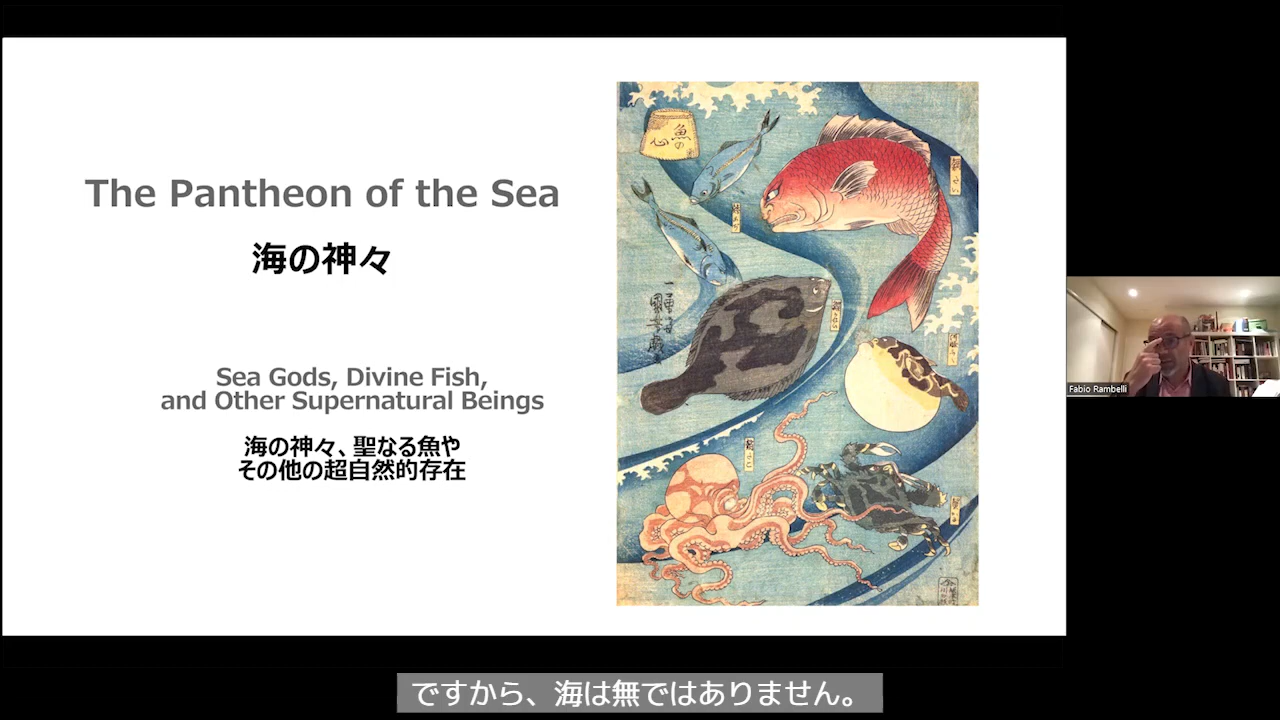 The Pantheon of the Sea
海の神々
Sea Gods, Divine Fish,
and Other Supernatural Beings
海の神々、聖なる魚や
その他の超自然的存在
魚の
心
Fabio Rambelli
ですから、海は無ではありません。